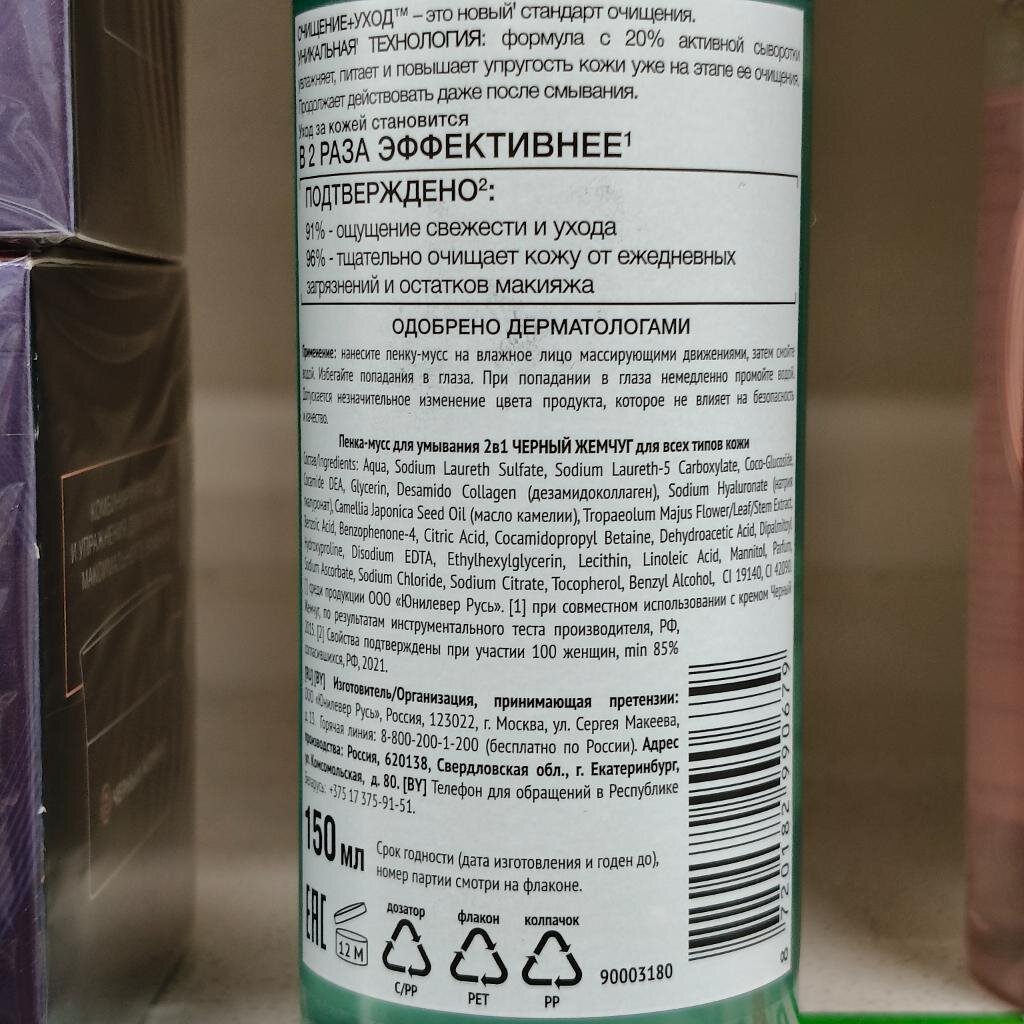 ОЧИЩЕНИЕ+УХОД™ – это новый¹ стандарт очищения.
УНИКАЛЬНАЯ¹ ТЕХНОЛОГИЯ: формула с 20% активной сыворотки
увлажняет, питает и повышает упругость кожи уже на этапе ее очищения.
Продолжает действовать даже после смывания.
Уход за кожей становится
В 2 РАЗА ЭФФЕКТИВНЕЕ¹
ПОДТВЕРЖДЕНО²:
91% - ощущение свежести и ухода
96% - тщательно очищает кожу от ежедневных
загрязнений и остатков макияжа
ОДОБРЕНО ДЕРМАТОЛОГАМИ
Применение: нанесите пенку-мусс на влажное лицо массирующими движениями, затем смойте
водой. Избегайте попадания в глаза. При попадании в глаза немедленно промойте водой.
Допускается незначительное изменение цвета продукта, которое не влияет на безопасность
и качество.
Пенка-мусс для умывания 2в1 ЧЕРНЫЙ ЖЕМЧУГ для всех типов кожи
Состав/Ingredients: Aqua, Sodium Laureth Sulfate, Sodium Laureth-5 Carboxylate, Coco-Glucoside,
Cocamide DEA, Glycerin, Desamido Collagen (дезамидоколлаген), Sodium Hyaluronate (натрия
гиалуронат), Camellia Japonica Seed Oil (масло камелии), Tropaeolum Majus Flower/Leaf/Stem Extract,
Benzoic Acid, Benzophenone-4, Citric Acid, Cocamidopropyl Betaine, Dehydroacetic Acid, Dipalmitoyl
Hydroxyproline, Disodium EDTA, Ethylhexylglycerin, Lecithin, Linoleic Acid, Mannitol, Parfum,
Sodium Ascorbate, Sodium Chloride, Sodium Citrate, Tocopherol, Benzyl Alcohol, CI 19140, CI 42090.
среди продукции ООО «Юнилевер Русь». [1] при совместном использовании с кремом Черный
Жемчуг, по результатам инструментального теста производителя, РФ,
2015. [2] Свойства подтверждены при участии 100 женщин, min 85%
согласившихся, РФ, 2021.
[RU] [BY] Изготовитель/Организация, принимающая претензии:
ООО «Юнилевер Русь», Россия, 123022, г. Москва, ул. Сергея Макеева,
д.13. Горячая линия: 8-800-200-1-200 (бесплатно по России). Адрес
производства: Россия, 620138, Свердловская обл., г. Екатеринбург,
ул. Комсомольская, д. 80. [BY] Телефон для обращений в Республике
Беларусь: +375 17 375-91-51.
150 мл
Срок годности (дата изготовления и годен до),
номер партии смотри на флаконе.
ЕАС
12 М
дозатор
флакон
колпачок
C/PP
PET
PP
90003180
8 720182 990679